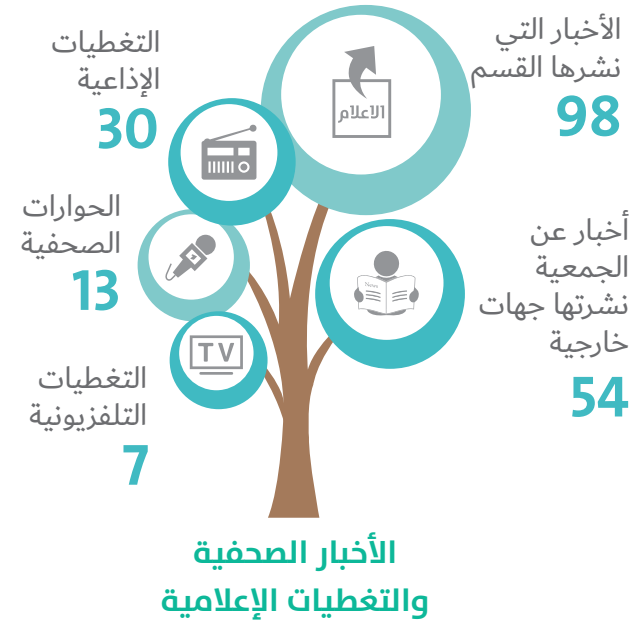 الأخبار التي
نشرها القسم
98
الاعلام
التغطيات
الإذاعية
30
أخبار عن
الجمعية
نشرتها جهات
خارجية
54
News
الحوارات
الصحفية
13
TV
التغطيات
التلفزيونية
7
الأخبار الصحفية
والتغطيات الإعلامية